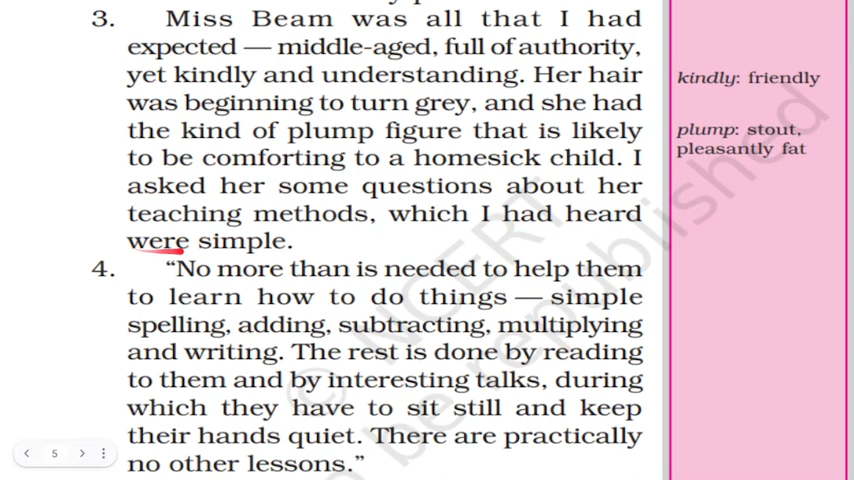 3. Miss Beam was all that I had
expected — middle-aged, full of authority,
yet kindly and understanding. Her hair
was beginning to turn grey, and she had
the kind of plump figure that is likely
to be comforting to a homesick child. I
asked her some questions about her
teaching methods, which I had heard
were simple.
4. “No more than is needed to help them
to learn how to do things — simple
spelling, adding, subtracting, multiplying
and writing. The rest is done by reading
to them and by interesting talks, during
which they have to sit still and keep
their hands quiet. There are practically
no other lessons.”
kindly: friendly
plump: stout,
pleasantly fat
© NCERT
be republished
5